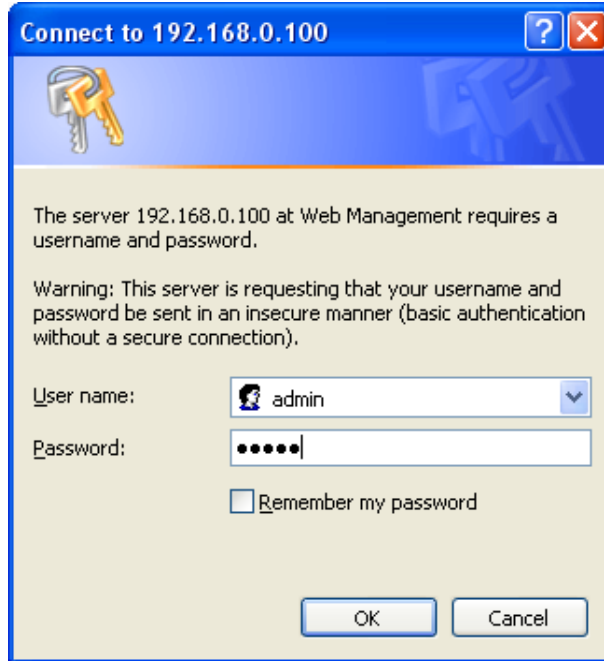 Connect to 192.168.0.100
The server 192.168.0.100 at Web Management requires a
username and password.
Warning: This server is requesting that your username and
password be sent in an insecure manner (basic authentication
without a secure connection).
User name:
admin
Password:
•••••
Remember my password
OK
Cancel